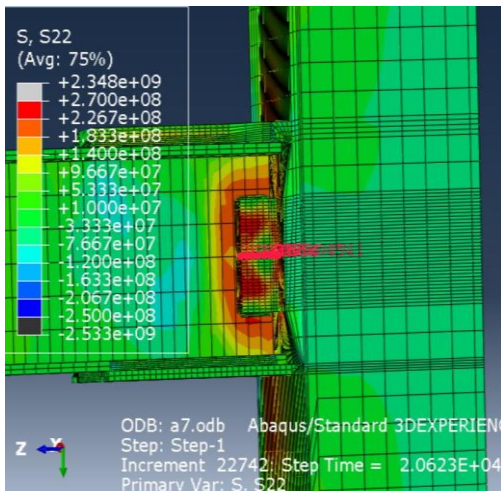 S, S22
(Avg: 75%)
+2.348e+09
+2.700e+08
+2.267e+08
+1.833e+08
+1.400e+08
+9.667e+07
+5.333e+07
+1.000e+07
-3.333e+07
-7.667e+07
-1.200e+08
-1.633e+08
-2.067e+08
-2.500e+08
-2.533e+09
ODB: a7.odb Abaqus/Standard 3DEXPERIENC
Step: Step-1
Z
Increment 22742: Step Time = 2.0623E+04
Primary Var: S, S22